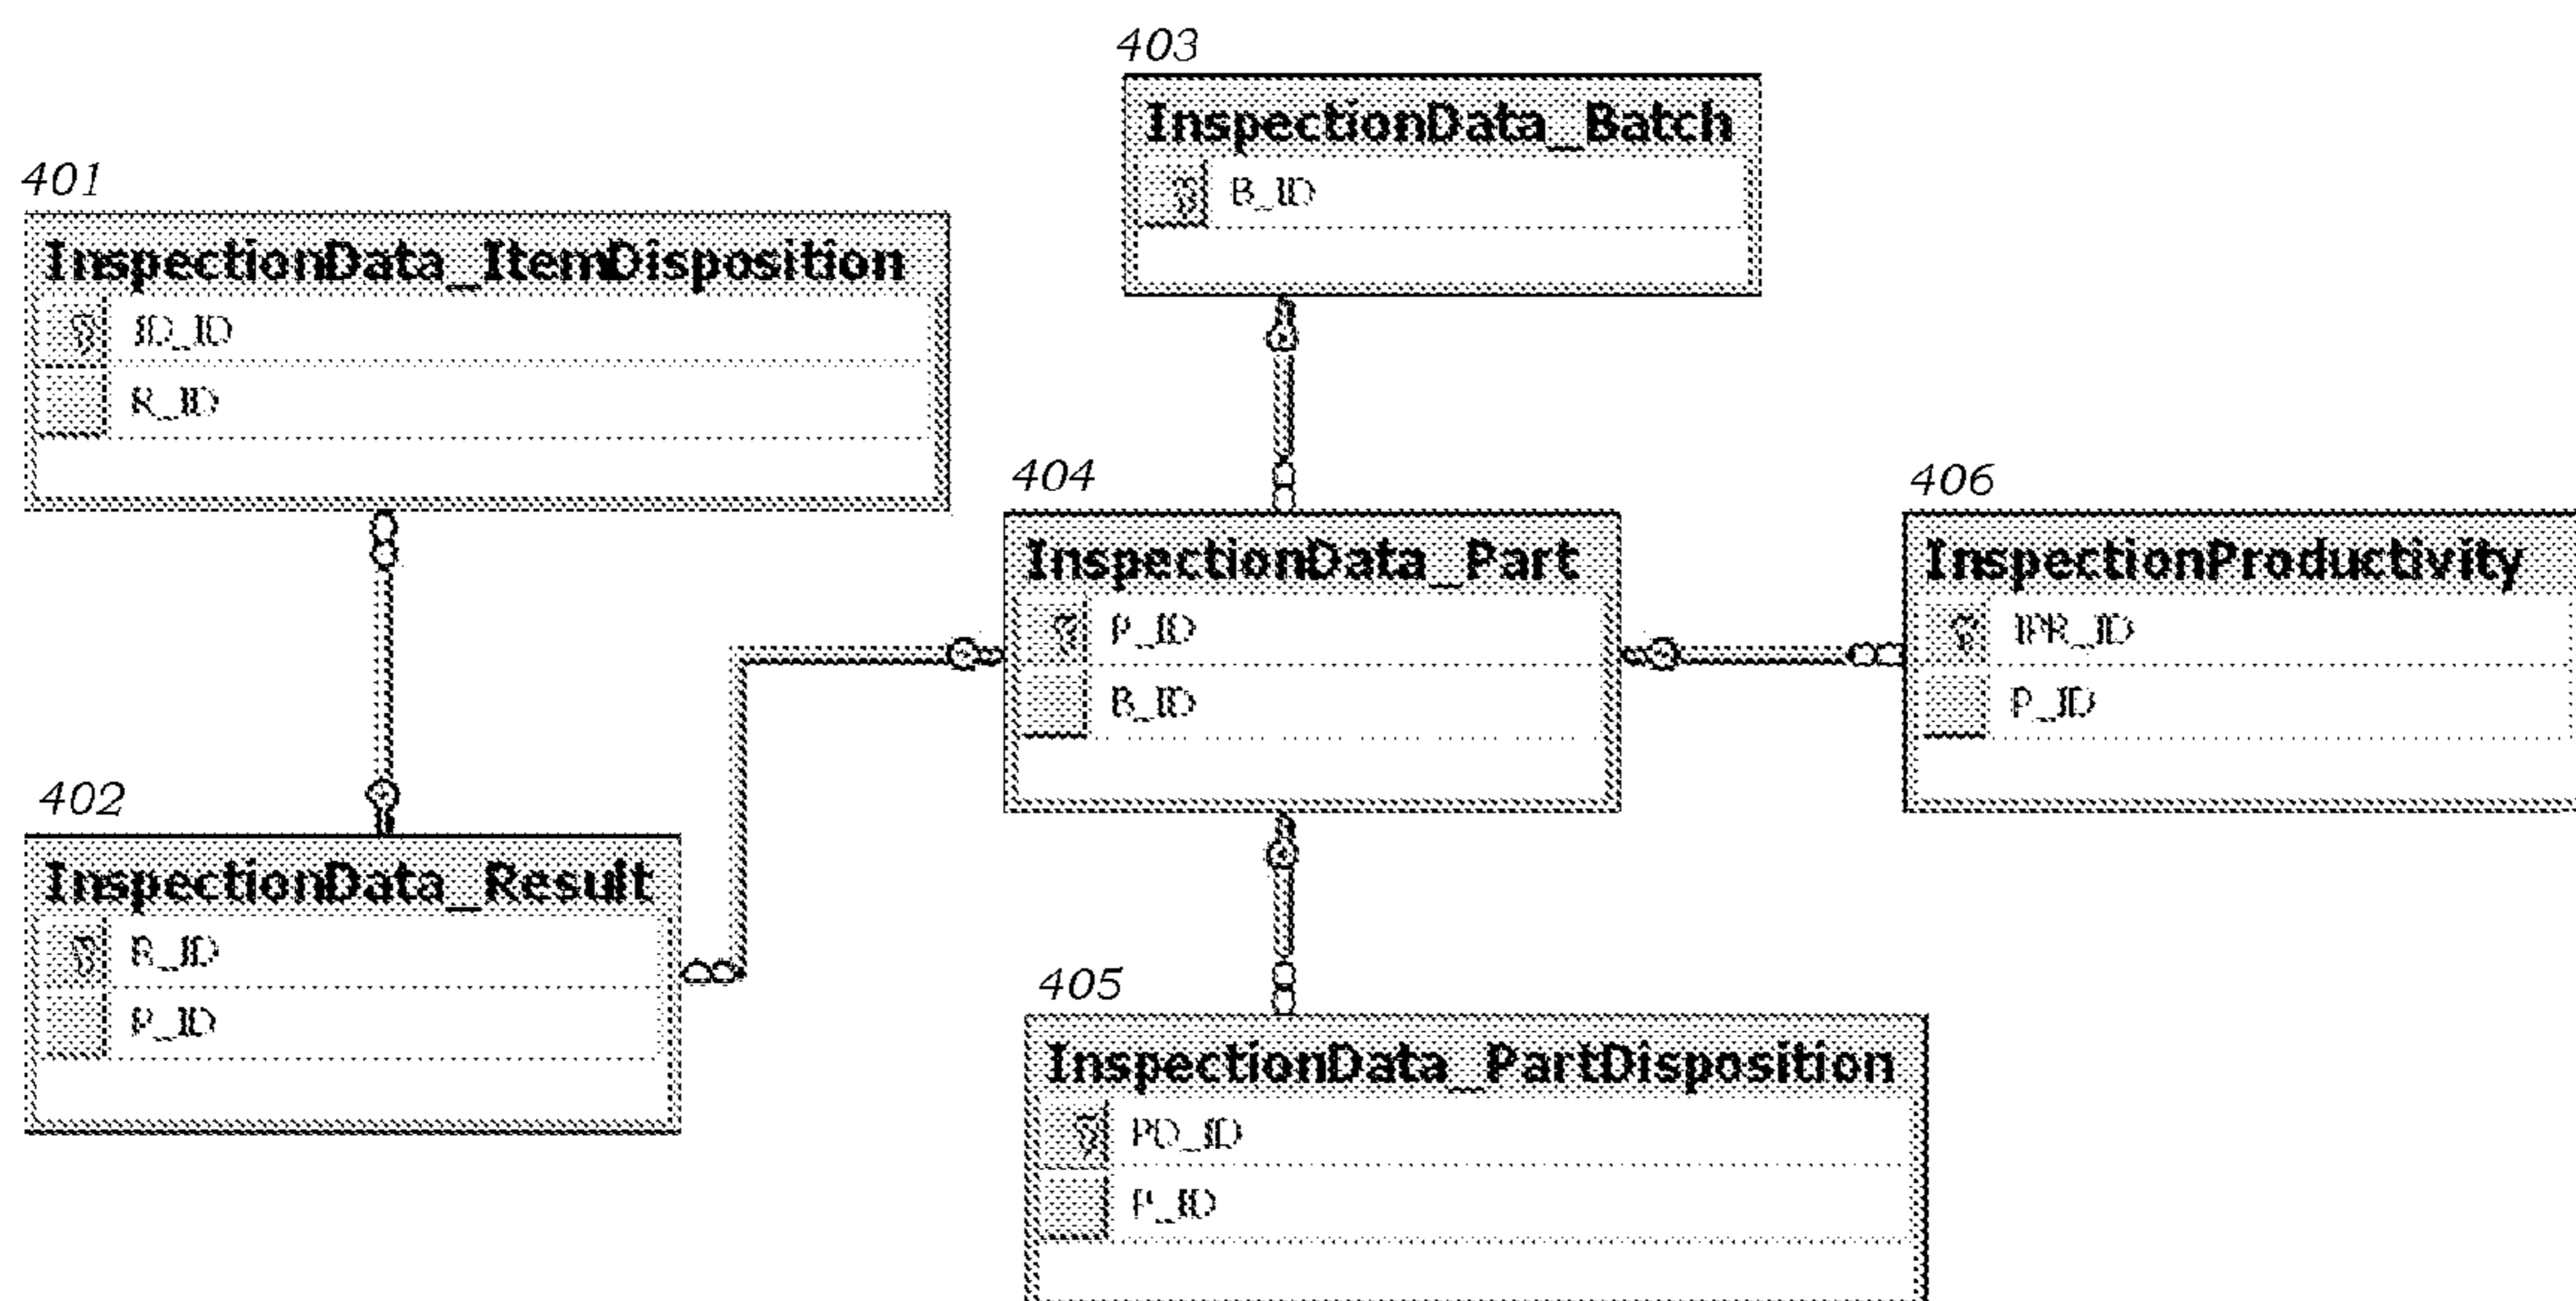 403
InspectionData_Batch
B_ID
401
InspectionData_ItemDisposition
ID_ID
R_ID
404
InspectionData_Part
P_ID
B_ID
406
InspectionProductivity
IPR_ID
P_ID
402
InspectionData_Result
R_ID
P_ID
405
InspectionData_PartDisposition
PD_ID
P_ID